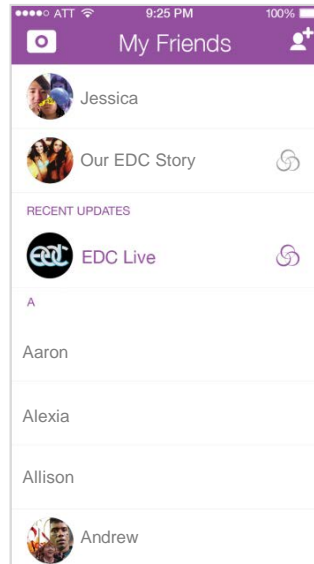 ATT 9:25 PM 100%
My Friends
Jessica
Our EDC Story
RECENT UPDATES
EDC Live
A
Aaron
Alexia
Allison
Andrew